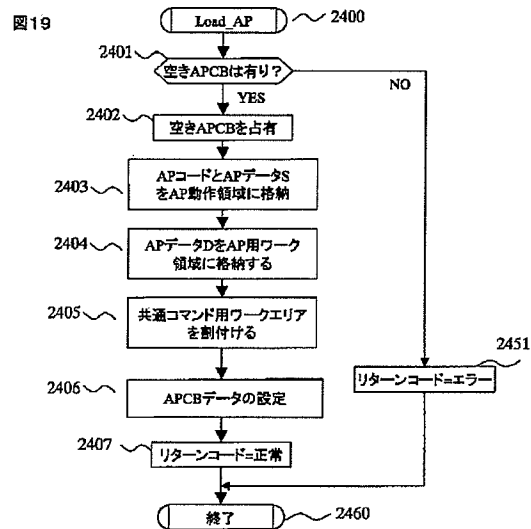 図19
Load_AP
2400
2401
空きAPCBは有り?
NO
YES
2402
空きAPCBを占有
2403
APコードとAPデータS
をAP動作領域に格納
2404
APデータDをAP用ワーク
領域に格納する
2405
共通コマンド用ワークエリア
を割付ける
2451
リターンコード=エラー
2406
APCBデータの設定
2407
リターンコード=正常
終了
2460